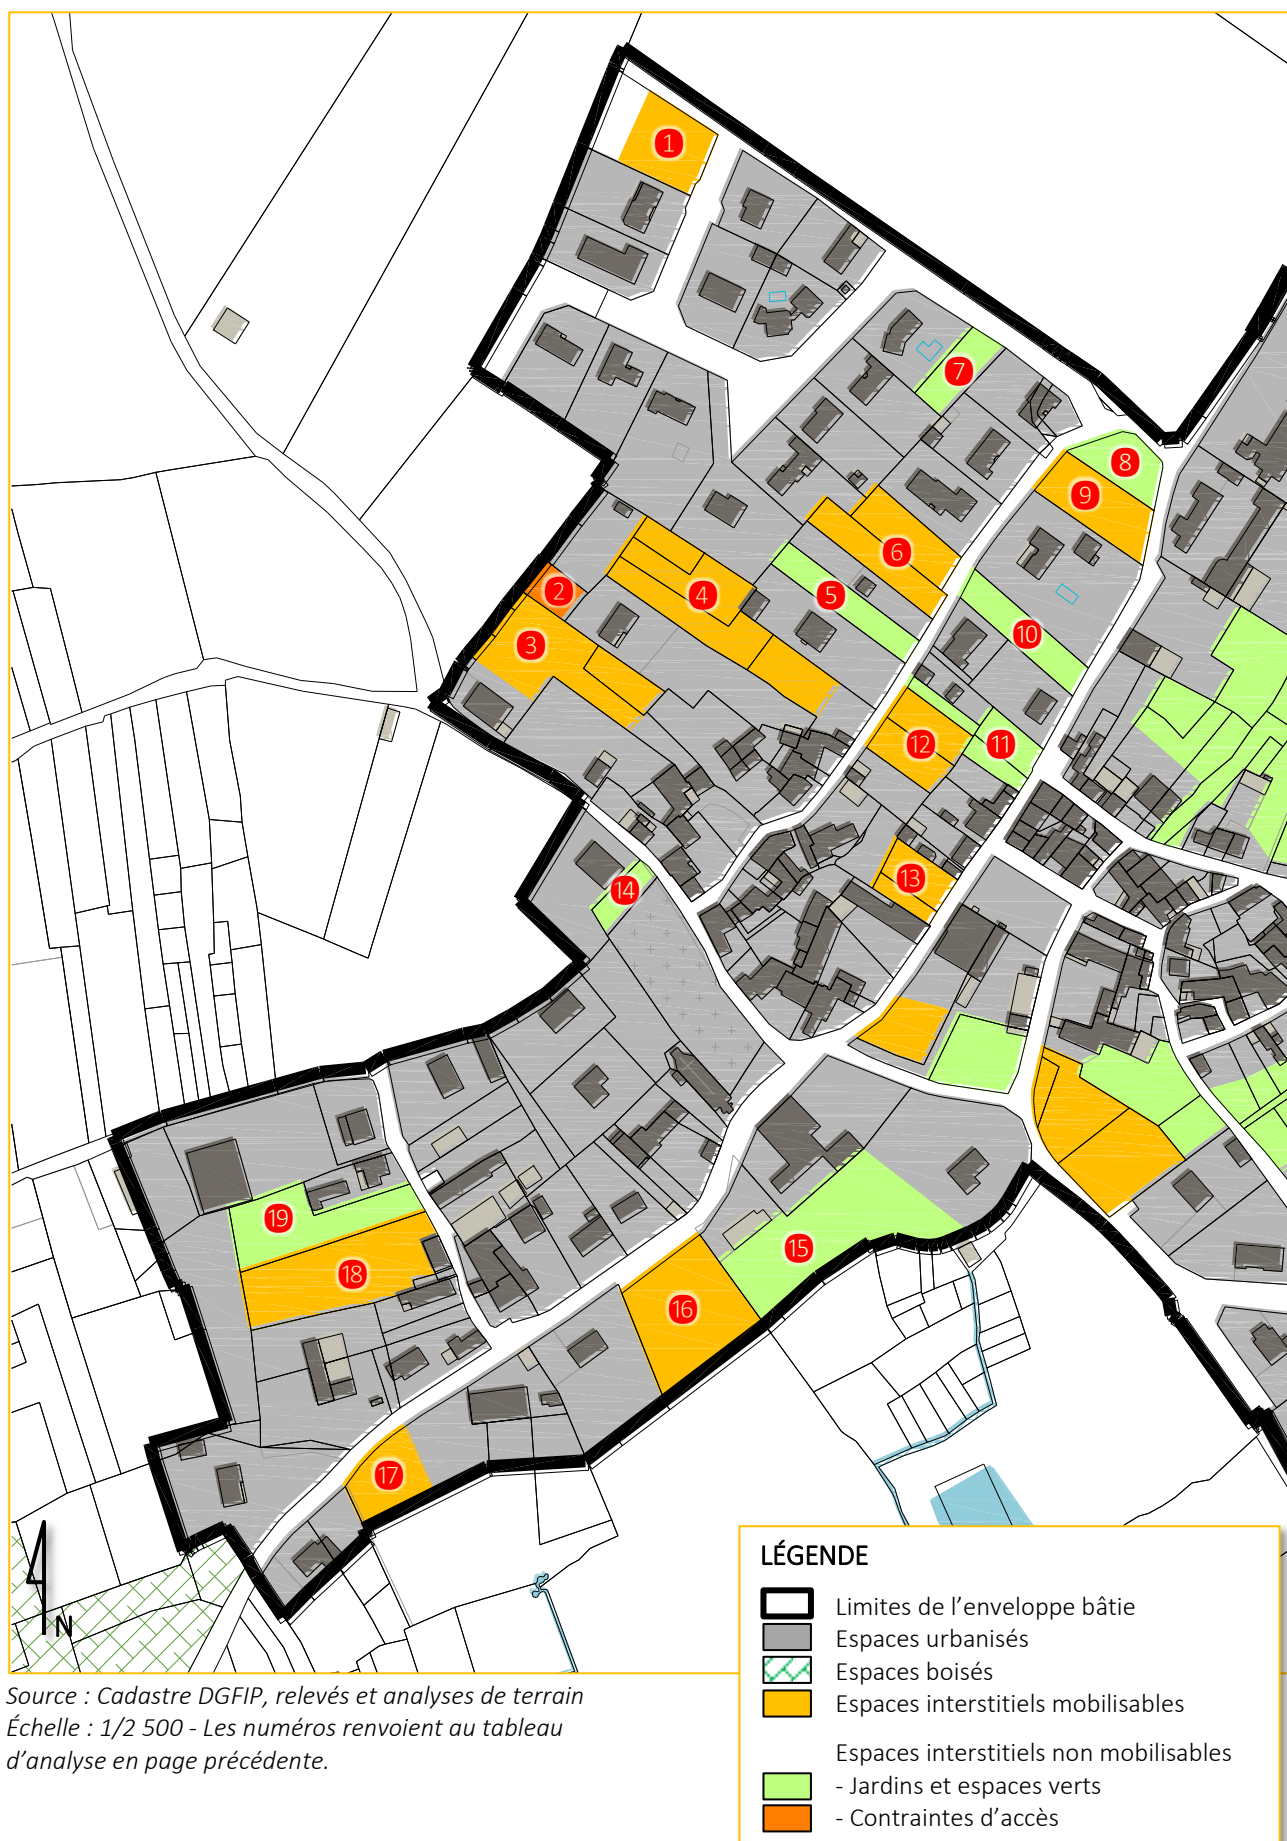 1
7
8
9
6
2
4
5
3
10
12
11
13
14
19
15
18
16
17
N
LÉGENDE
Limites de l’enveloppe bâtie
Espaces urbanisés
Espaces boisés
Espaces interstitiels mobilisables
Espaces interstitiels non mobilisables
- Jardins et espaces verts
- Contraintes d’accès
Source : Cadastre DGFIP, relevés et analyses de terrain
Échelle : 1/2 500 - Les numéros renvoient au tableau
d’analyse en page précédente.